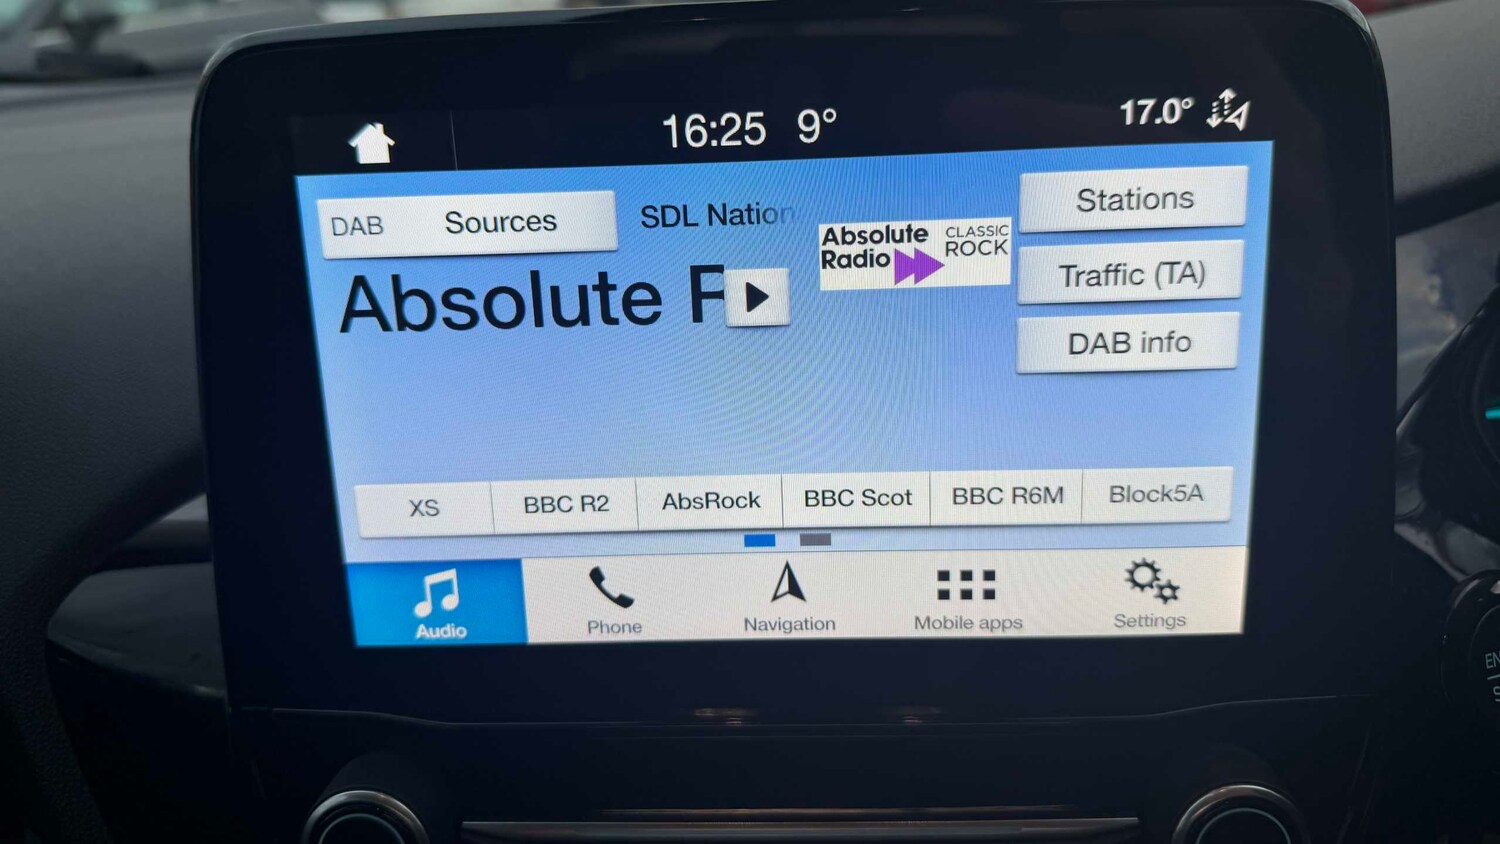 16:25 9°
17.0°
DAB Sources
SDL Nation
Absolute
Radio
CLASSIC
ROCK
Stations
Absolute R
Traffic (TA)
DAB info
XS
BBC R2
AbsRock
BBC Scot
BBC R6M
Block5A
Audio
Phone
Navigation
Mobile apps
Settings